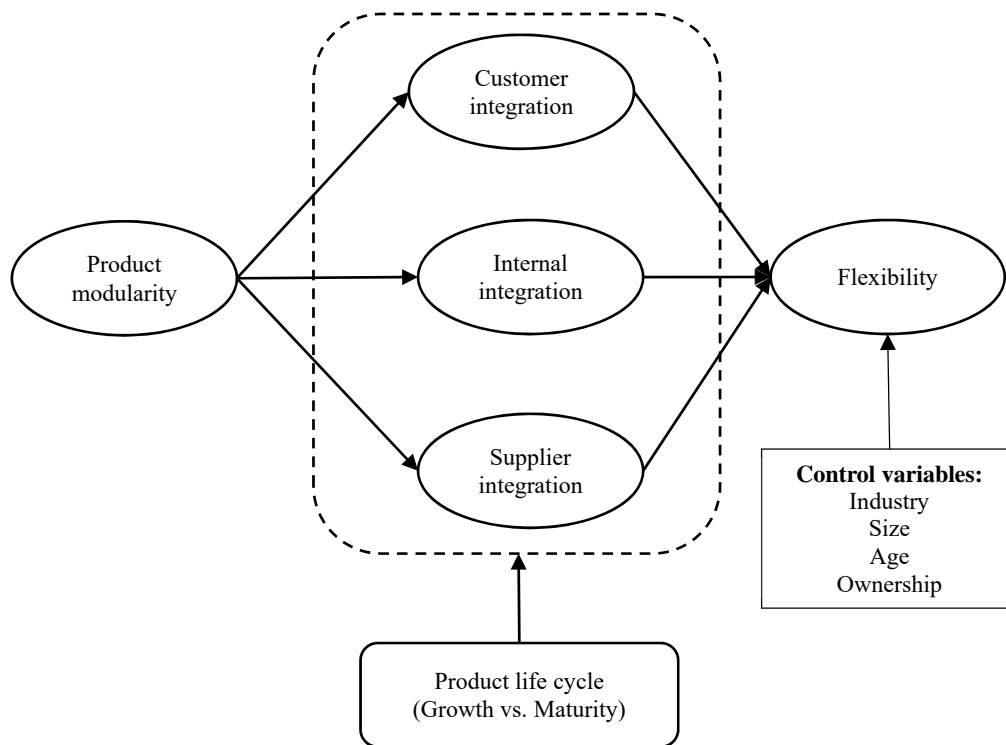 Customer
integration
Product
modularity
Internal
integration
Flexibility
Supplier
integration
Control variables:
Industry
Size
Age
Ownership
Product life cycle
(Growth vs. Maturity)